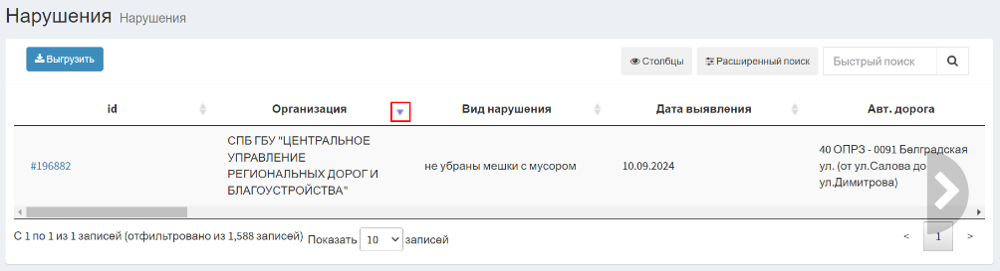 Нарушения Нарушения
Выгрузить
Столбцы
Расширенный поиск
Быстрый поиск
id Организация Вид нарушения Дата выявления Авт. дорога
#196882
СПБ ГБУ "ЦЕНТРАЛЬНОЕ
УПРАВЛЕНИЕ
РЕГИОНАЛЬНЫХ ДОРОГ И
БЛАГОУСТРОЙСТВА"
не убраны мешки с мусором
10.09.2024
40 ОПРЗ - 0091 Белградская
ул. (от ул.Салова до
ул.Димитрова)
С 1 по 1 из 1 записей (отфильтровано из 1,588 записей) Показать 10 записей
< 1 >